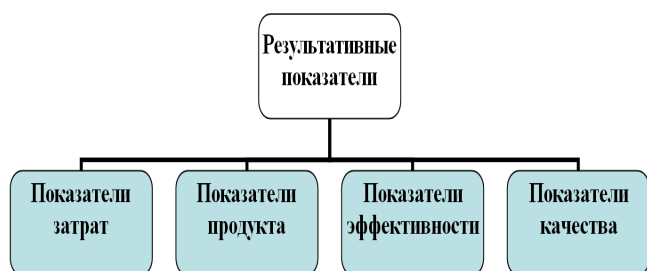 Результативные
показатели
Показатели
затрат
Показатели
продукта
Показатели
эффективности
Показатели
качества